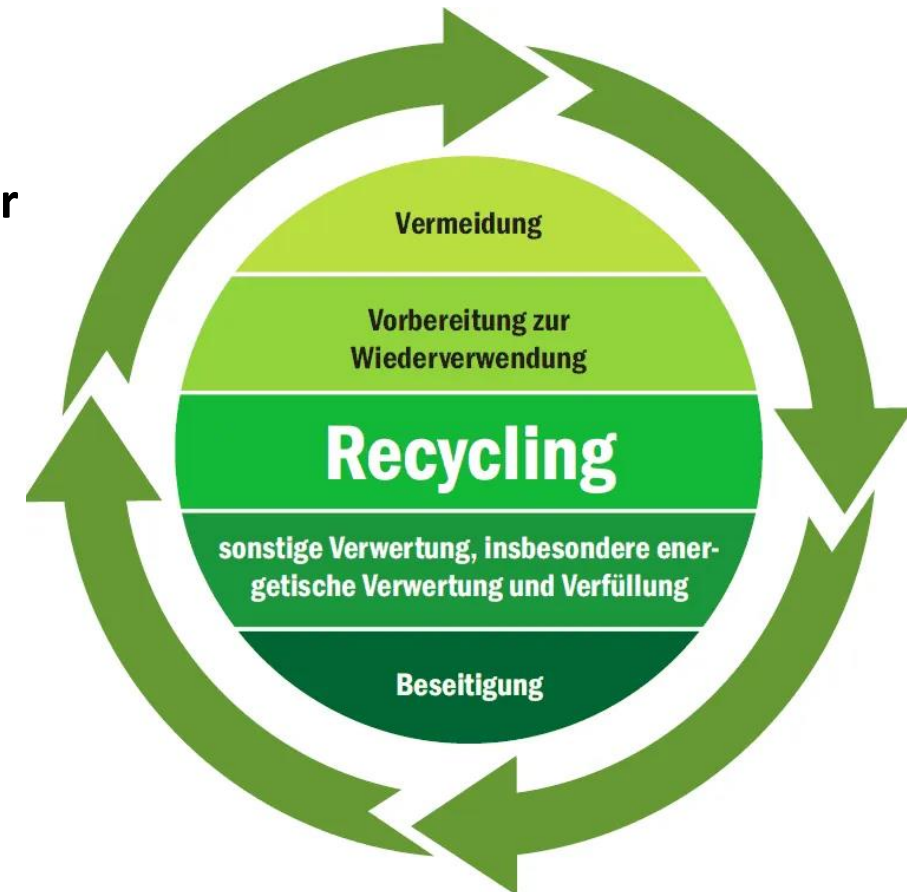 r
Vermeidung
Vorbereitung zur
Wiederverwendung
Recycling
sonstige Verwertung, insbesondere ener-
getische Verwertung und Verfüllung
Beseitigung